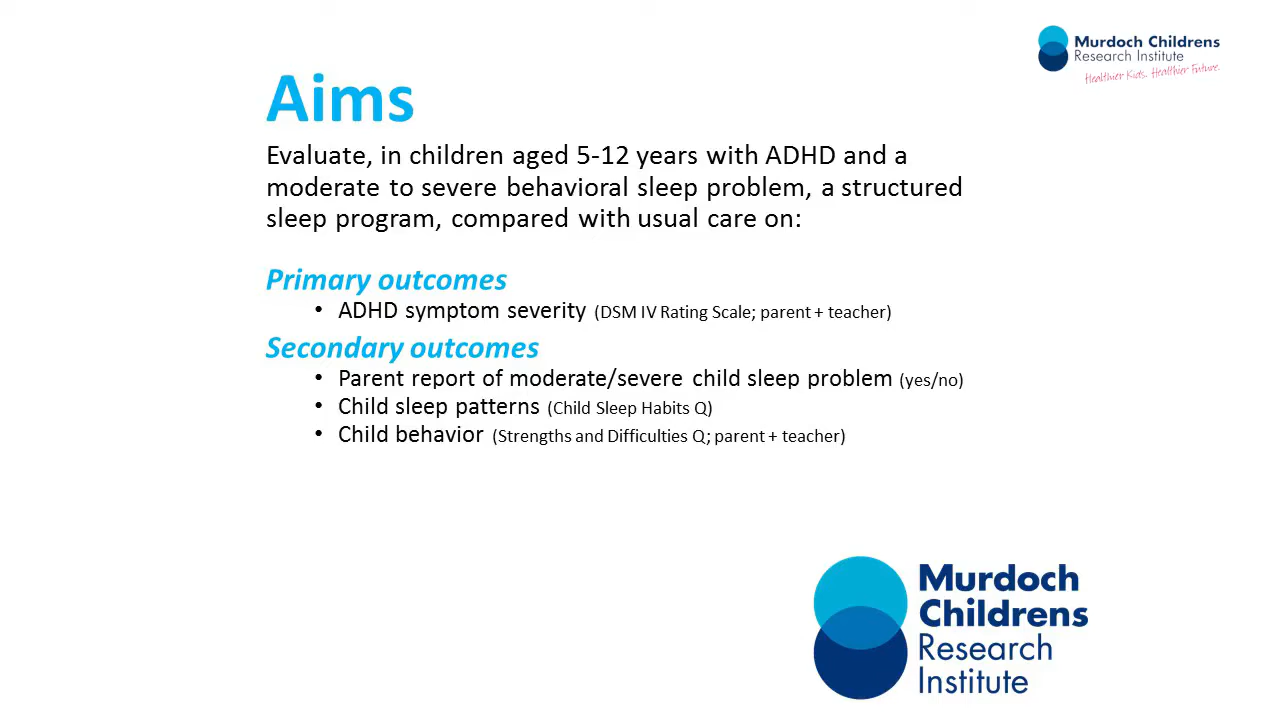 Murdoch Childrens
Research Institute
Healthier Kids. Healthier Future.
Aims
Evaluate, in children aged 5-12 years with ADHD and a
moderate to severe behavioral sleep problem, a structured
sleep program, compared with usual care on:
Primary outcomes
• ADHD symptom severity (DSM IV Rating Scale; parent + teacher)
Secondary outcomes
• Parent report of moderate/severe child sleep problem (yes/no)
• Child sleep patterns (Child Sleep Habits Q)
• Child behavior (Strengths and Difficulties Q; parent + teacher)
Murdoch
Childrens
Research
Institute